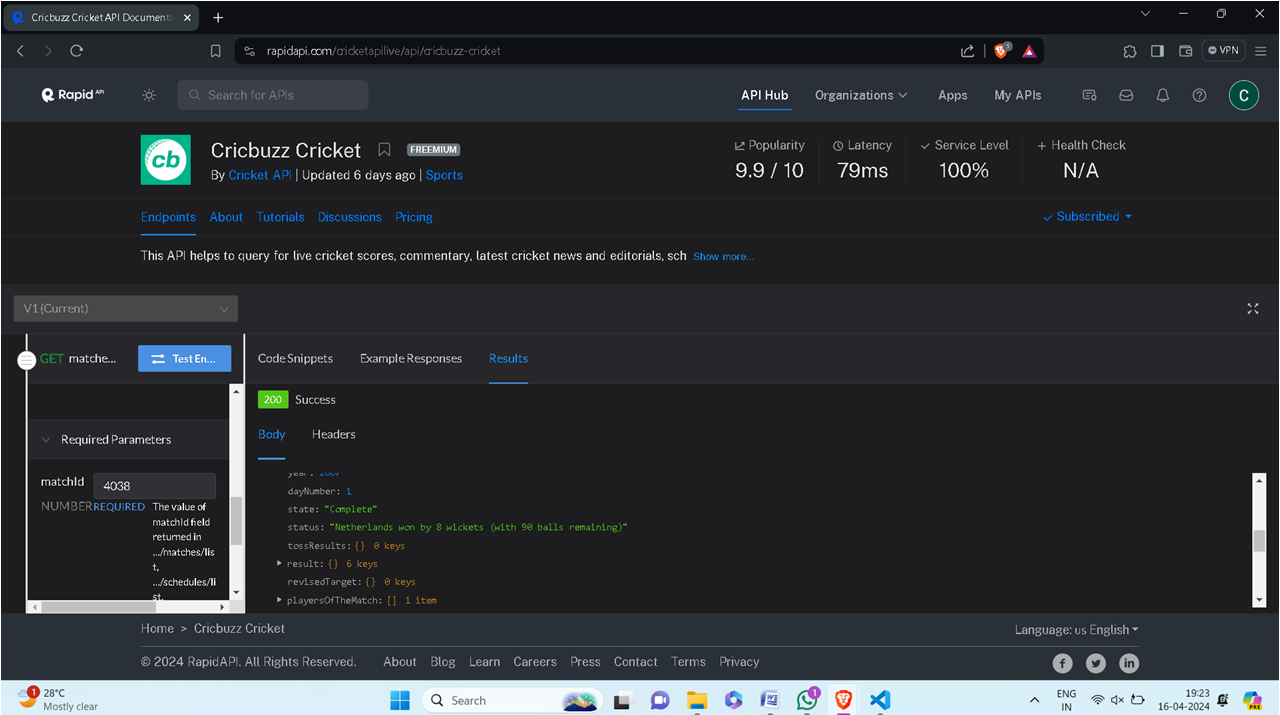 Cricbuzz Cricket API Documenta
rapidapi.com/cricketapilive/api/cricbuzz-cricket
5
VPN
Rapid API
Search for APIs
API Hub
Organizations
Apps
My APIs
C
cb
Cricbuzz Cricket
FREEMIUM
By Cricket API | Updated 6 days ago | Sports
Popularity
9.9 / 10
Latency
79ms
Service Level
100%
Health Check
N/A
Endpoints About Tutorials Discussions Pricing
Subscribed
This API helps to query for live cricket scores, commentary, latest cricket news and editorials, sch Show more...
V1 (Current)
GET matche...
Test En...
Code Snippets Example Responses Results
200 Success
Body Headers
Required Parameters
matchId 4038
NUMBER REQUIRED The value of
matchId field
returned in
.../matches/lis
t,
.../schedules/li
st,
dayNumber: 1
state: "Complete"
status: "Netherlands won by 8 wickets (with 90 balls remaining)"
tossResults: {} 0 keys
result: {} 6 keys
revisedTarget: {} 0 keys
playersOfTheMatch: [] 1 item
Home > Cricbuzz Cricket
Language: us English
© 2024 RapidAPI. All Rights Reserved. About Blog Learn Careers Press Contact Terms Privacy
1
28°C
Mostly clear
Search
1
ENG
IN
19:23
16-04-2024
PRE